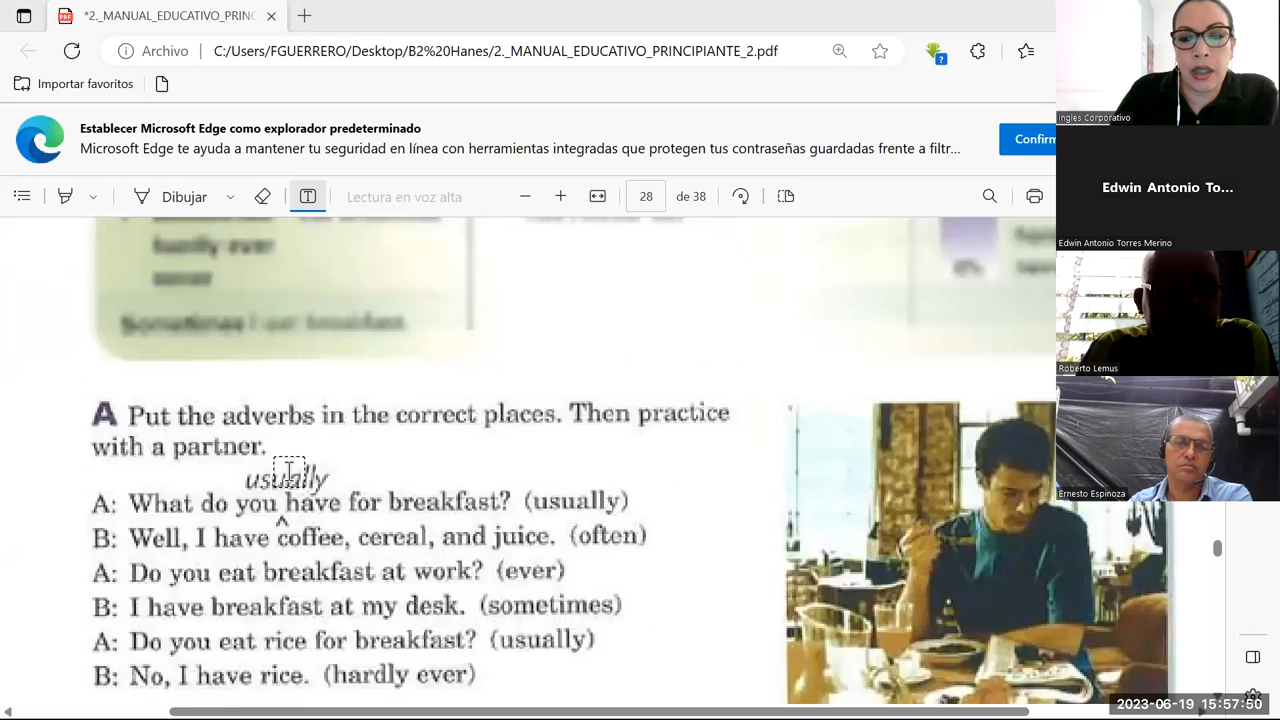 *2._MANUAL_EDUCATIVO_PRINC
Archivo
C:/Users/FGUERRERO/Desktop/B2%20Hanes/2._MANUAL_EDUCATIVO_PRINCIPIANTE_2.pdf
Importar favoritos
Establecer Microsoft Edge como explorador predeterminado
Microsoft Edge te ayuda a mantener tu seguridad en línea con herramientas integradas que protegen tus contraseñas guardadas frente a filtr...
Confirm
Dibujar
Lectura en voz alta
28 de 38
hardly ever
never
Sometimes I
A Put the adverbs in the correct places. Then practice
with a partner.
usually
A: What do you have for breakfast? (usually)
B: Well, I have coffee, cereal, and juice. (often)
A: Do you eat breakfast at work? (ever)
B: I have breakfast at my desk. (sometimes)
A: Do you eat rice for breakfast? (usually)
B: No, I have rice. (hardly ever)
Ingles Corporativo
Edwin Antonio To...
Edwin Antonio Torres Merino
Roberto Lemus
Ernesto Espinoza
2023-06-19 15:57:50